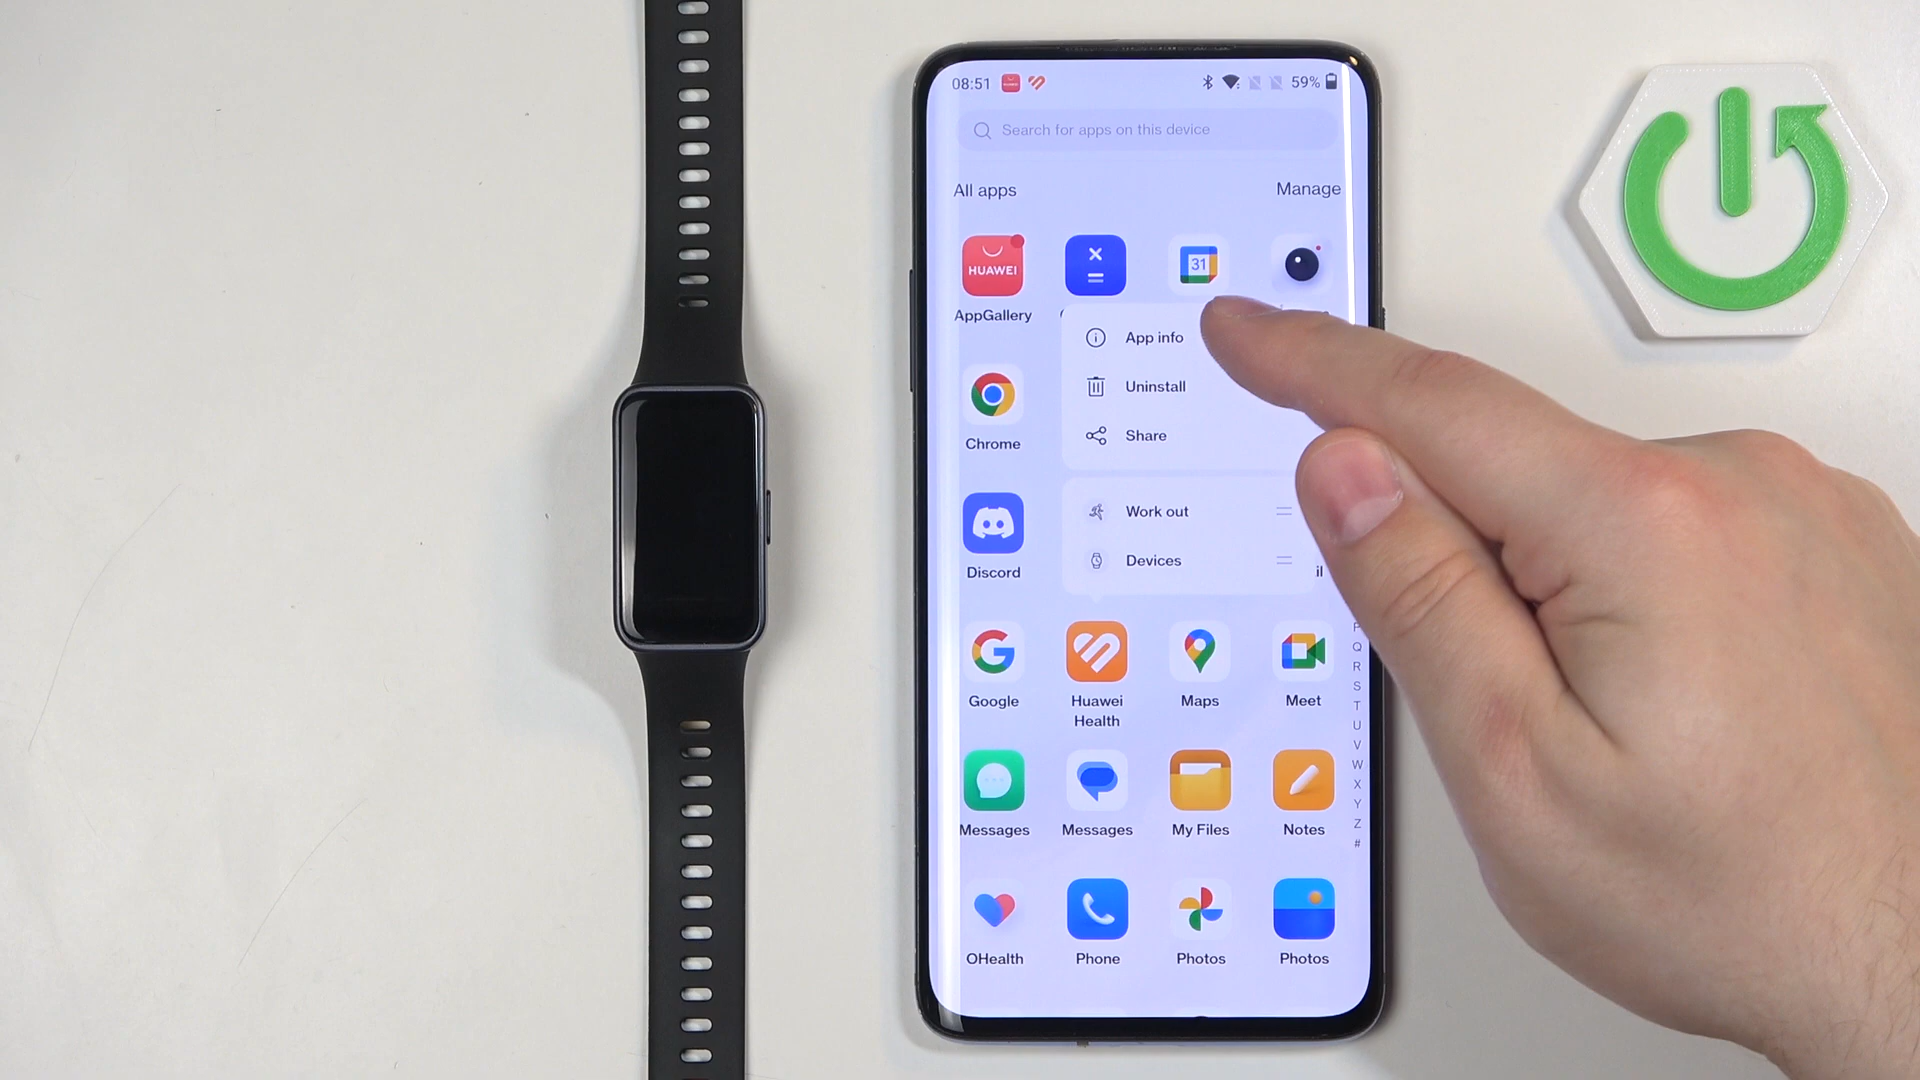 08:51
59%
Search for apps on this device
All apps
Manage
HUAWEI
31
AppGallery
App info
Uninstall
Share
Chrome
Work out
Devices
Discord
il
Google
Huawei
Health
Maps
Meet
P
Q
R
S
T
U
V
W
X
Y
Z
#
Messages
Messages
My Files
Notes
OHealth
Phone
Photos
Photos